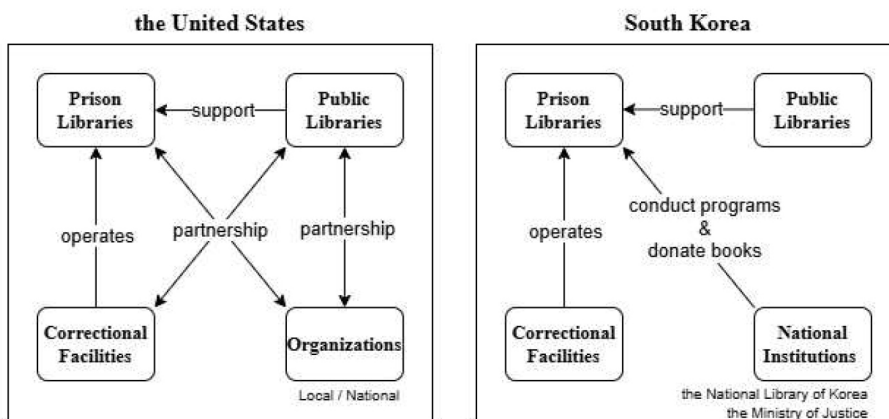 the United States
Prison
Libraries
support
Public
Libraries
operates
partnership
partnership
Correctional
Facilities
Organizations
Local / National
South Korea
Prison
Libraries
support
Public
Libraries
operates
conduct programs
&
donate books
Correctional
Facilities
National
Institutions
the National Library of Korea
the Ministry of Justice